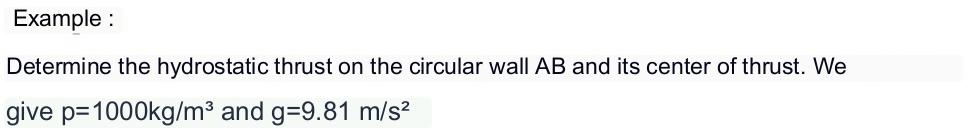 Example :
Determine the hydrostatic thrust on the circular wall AB and its center of thrust. We
give p=1000kg/m³ and g=9.81 m/s²